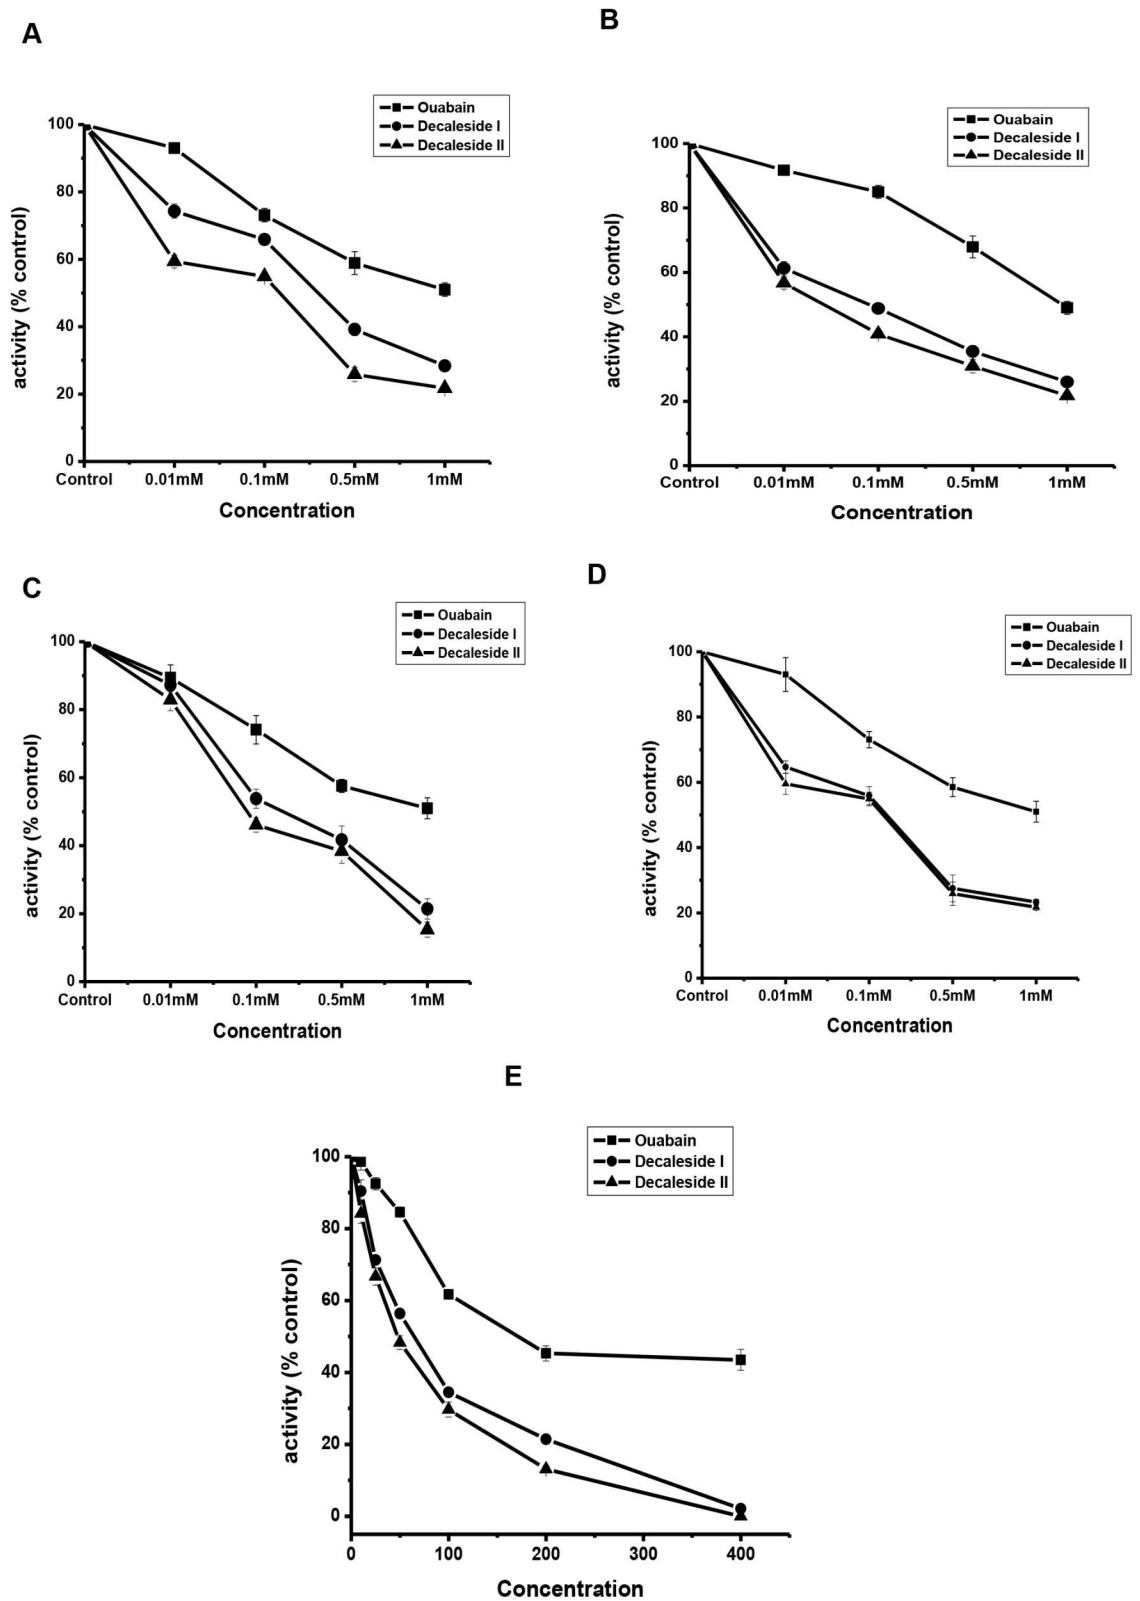 A
Ouabain
Decaleside I
Decaleside II
100
80
60
40
20
0
activity (% control)
Control 0.01mM 0.1mM 0.5mM 1mM
Concentration
B
Ouabain
Decaleside I
Decaleside II
100
80
60
40
20
0
activity (% control)
Control 0.01mM 0.1mM 0.5mM 1mM
Concentration
C
Ouabain
Decaleside I
Decaleside II
100
80
60
40
20
0
activity (% control)
Control 0.01mM 0.1mM 0.5mM 1mM
Concentration
D
Ouabain
Decaleside I
Decaleside II
100
80
60
40
20
0
activity (% control)
Control 0.01mM 0.1mM 0.5mM 1mM
Concentration
E
Ouabain
Decaleside I
Decaleside II
100
80
60
40
20
0
activity (% control)
0 100 200 300 400
Concentration